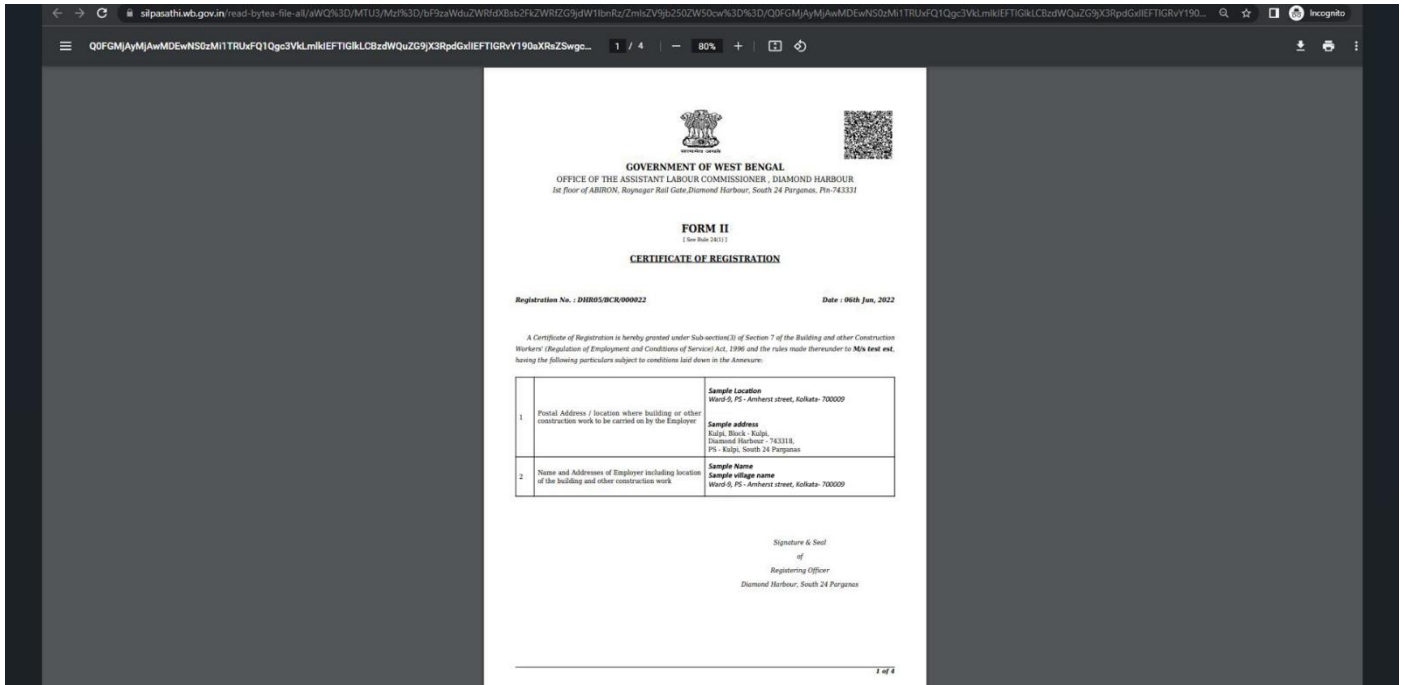 silpasathi.wb.gov.in
Incognito
1 / 4
80%
सत्यमेव जयते
GOVERNMENT OF WEST BENGAL
OFFICE OF THE ASSISTANT LABOUR COMMISSIONER , DIAMOND HARBOUR
Ist floor of ABIRON, Roynagar Rail Gate,Diamond Harbour, South 24 Parganas, Pin-743331
FORM II
[ See Rule 24(1) ]
CERTIFICATE OF REGISTRATION
Registration No. : DHR05/BCR/000022 Date : 06th Jan, 2022
A Certificate of Registration is hereby granted under Sub-section(3) of Section 7 of the Building and other Construction
Workers' (Regulation of Employment and Conditions of Service) Act, 1996 and the rules made thereunder to M/s test est,
having the following particulars subject to conditions laid down in the Annexure:
1
Postal Address / location where building or other
construction work to be carried on by the Employer
Sample Location
Ward-9, PS - Amherst street, Kolkata- 700009
Sample address
Kulpi, Block - Kulpi,
Diamond Harbour - 743318,
PS - Kulpi, South 24 Parganas
2
Name and Addresses of Employer including location
of the building and other construction work
Sample Name
Sample village name
Ward-9, PS - Amherst street, Kolkata- 700009
Signature & Seal
of
Registering Officer
Diamond Harbour, South 24 Parganas
1 of 4